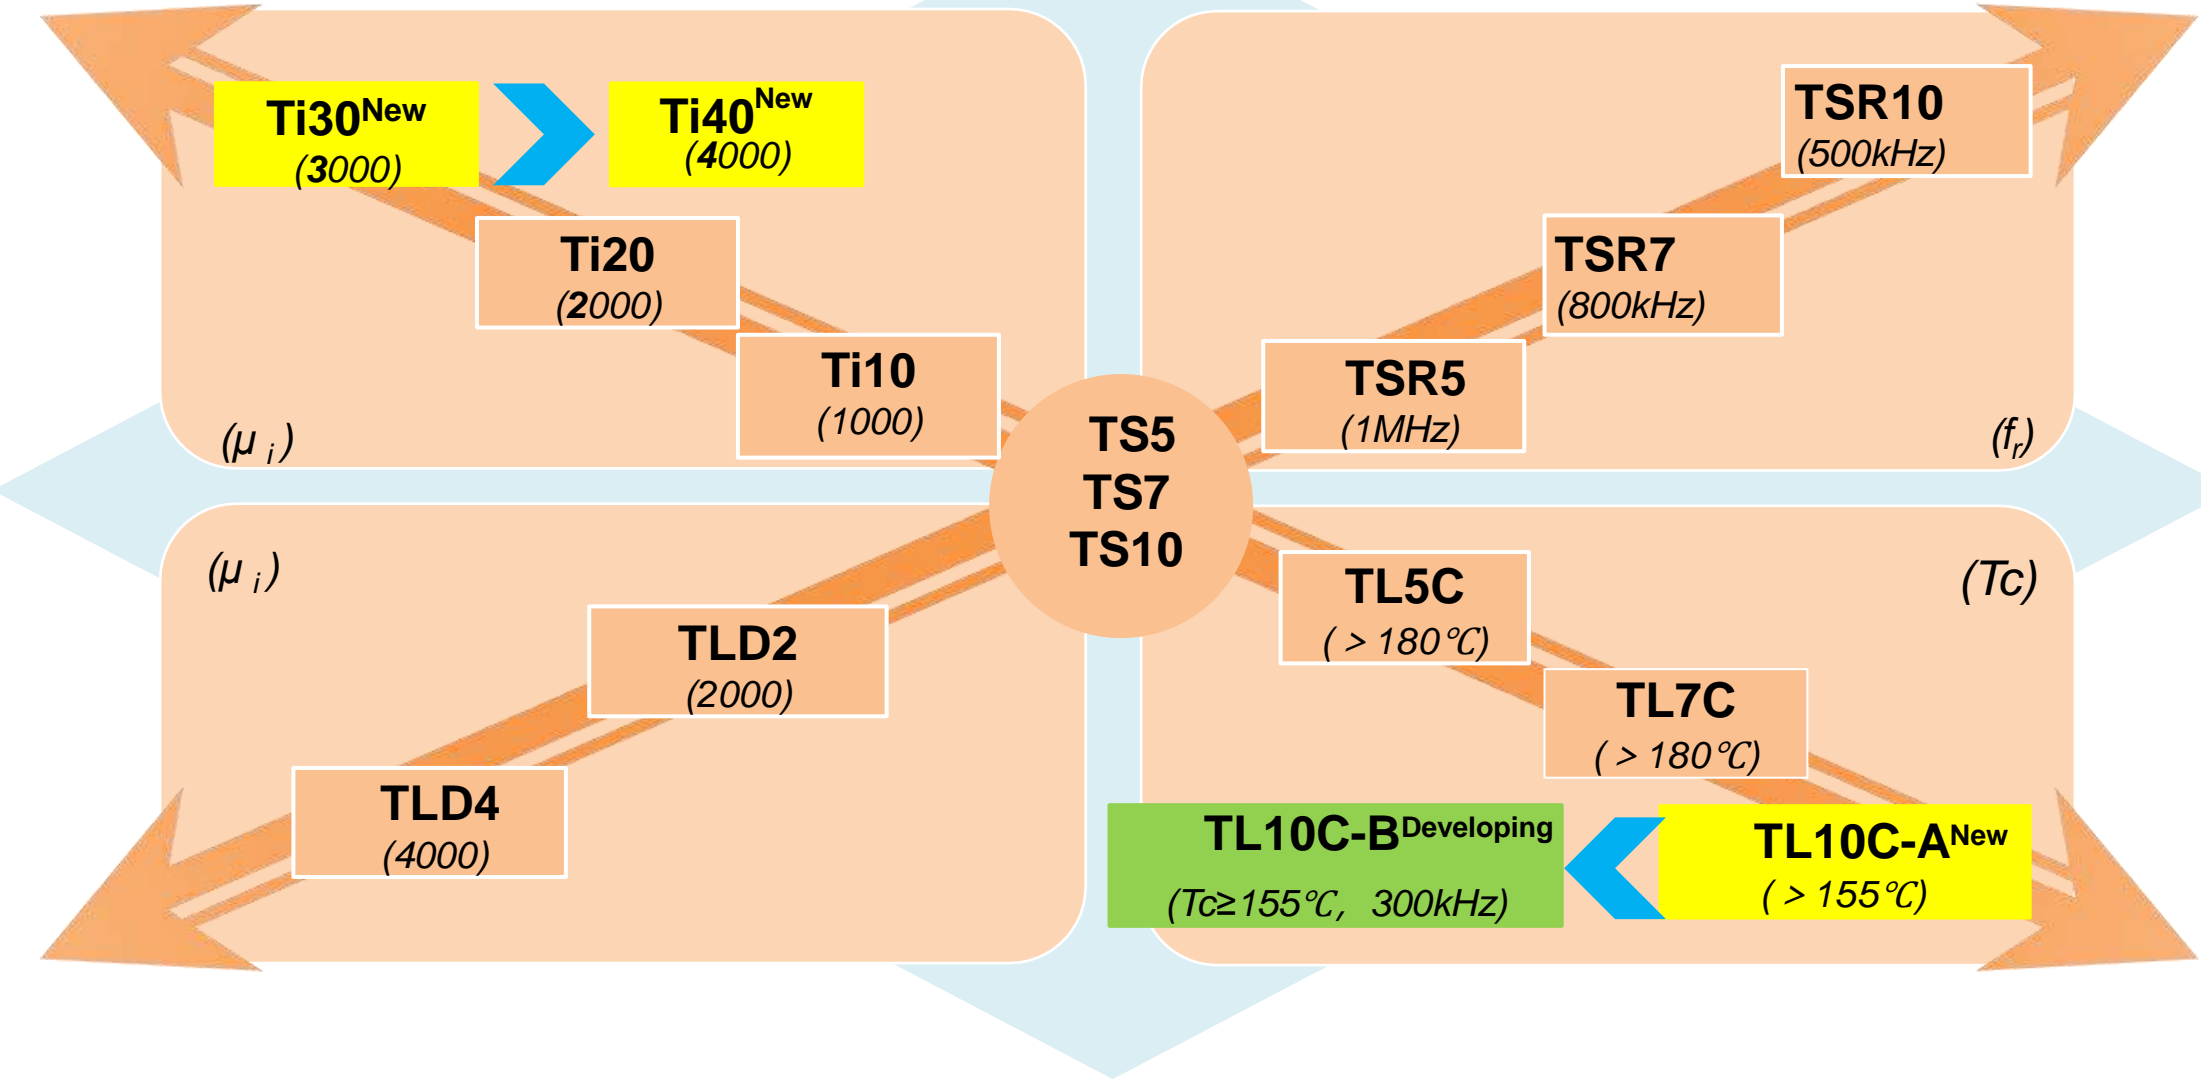 Ti30New
(3000)
Ti40New
(4000)
Ti20
(2000)
Ti10
(1000)
(μ i)
TSR10
(500kHz)
TSR7
(800kHz)
TSR5
(1MHz)
(fr)
TS5
TS7
TS10
(μ i)
TLD2
(2000)
TLD4
(4000)
(Tc)
TL5C
(＞180℃)
TL7C
(＞180℃)
TL10C-BDeveloping
(Tc≥155℃, 300kHz)
TL10C-ANew
(＞155℃)